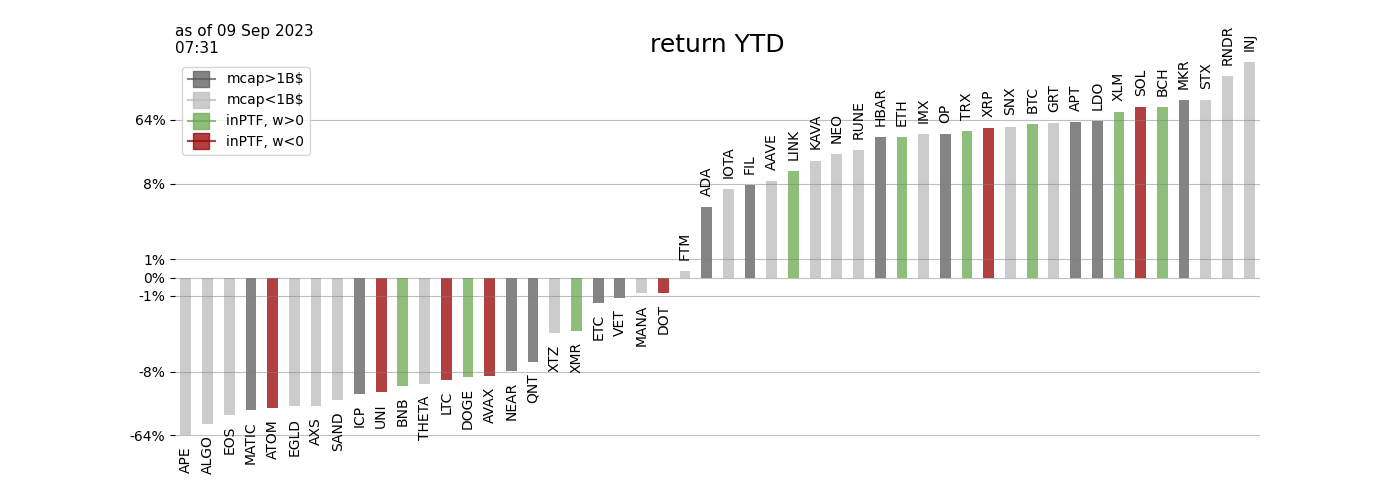 as of 09 Sep 2023
07:31
return YTD
mcap>1B$
mcap<1B$
inPTF, w>0
inPTF, w<0
64%
8%
1%
0%
-1%
-8%
-64%
APE
ALGO
EOS
MATIC
ATOM
EGLD
AXS
SAND
ICP
UNI
BNB
THETA
LTC
DOGE
AVAX
NEAR
QNT
XTZ
XMR
ETC
VET
MANA
DOT
FTM
ADA
IOTA
FIL
AAVE
LINK
KAVA
NEO
RUNE
HBAR
ETH
IMX
OP
TRX
XRP
SNX
BTC
GRT
APT
LDO
XLM
SOL
BCH
MKR
STX
RNDR
INJ